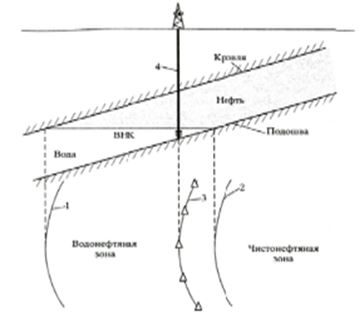 Кровля
4
Нефть
ВНК
Подошва
Вода
1
3
2
Водонефтяная
зона
Чистонефтяная
зона